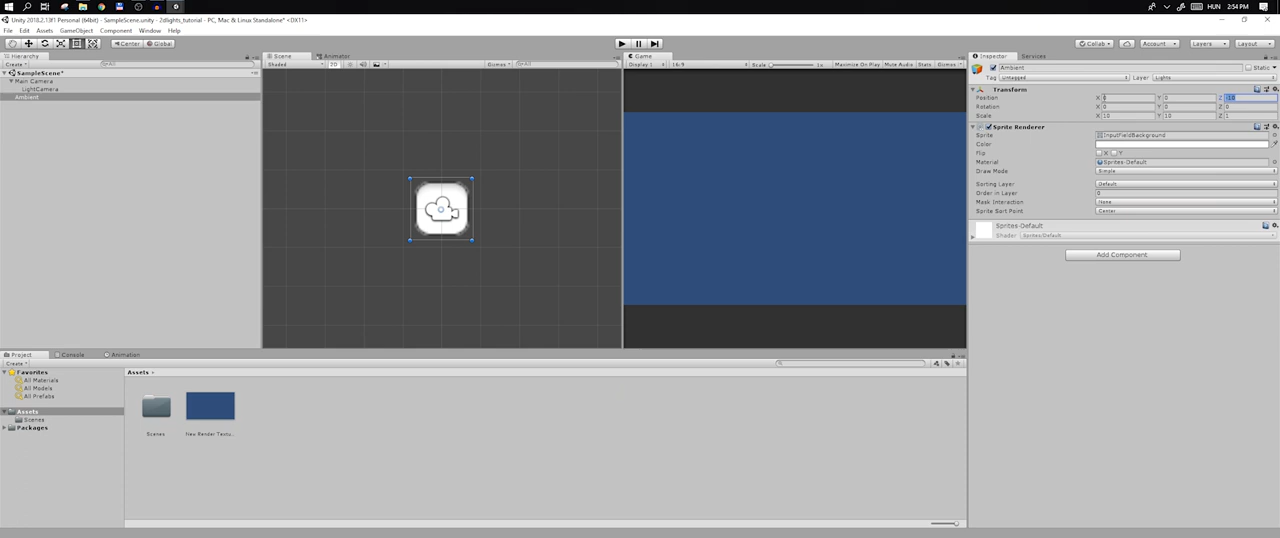 HUN 2:54 PM
Unity 2018.2.13f1 Personal (64bit) - SampleScene.unity - 2dlights_tutorial - PC, Mac & Linux Standalone* <DX11>
File Edit Assets GameObject Component Window Help
Center Global Collab Account Layers Layout
Hierarchy Scene Animator Game Inspector Services
Create Shaded 2D Gizmos Display 1 16:9 Scale 1x Maximize On Play Mute Audio Stats Gizmos
Ambient Static
SampleScene*
Tag Untagged Layer Lights
Main Camera
LightCamera
Ambient
Transform
Position X Y 0 Z
Rotation X 0 Y 0 Z 0
Scale X 10 Y 10 Z 1
Sprite Renderer
Sprite InputFieldBackground
Color
Flip X Y
Material Sprites-Default
Draw Mode Simple
Sorting Layer Default
Order in Layer 0
Mask Interaction None
Sprite Sort Point Center
Sprites-Default
Shader Sprites/Default
Add Component
Project Console Animation
Create
Favorites
All Materials
All Models
All Prefabs
Assets
Scenes
Packages
Assets
Scenes New Render Textu...